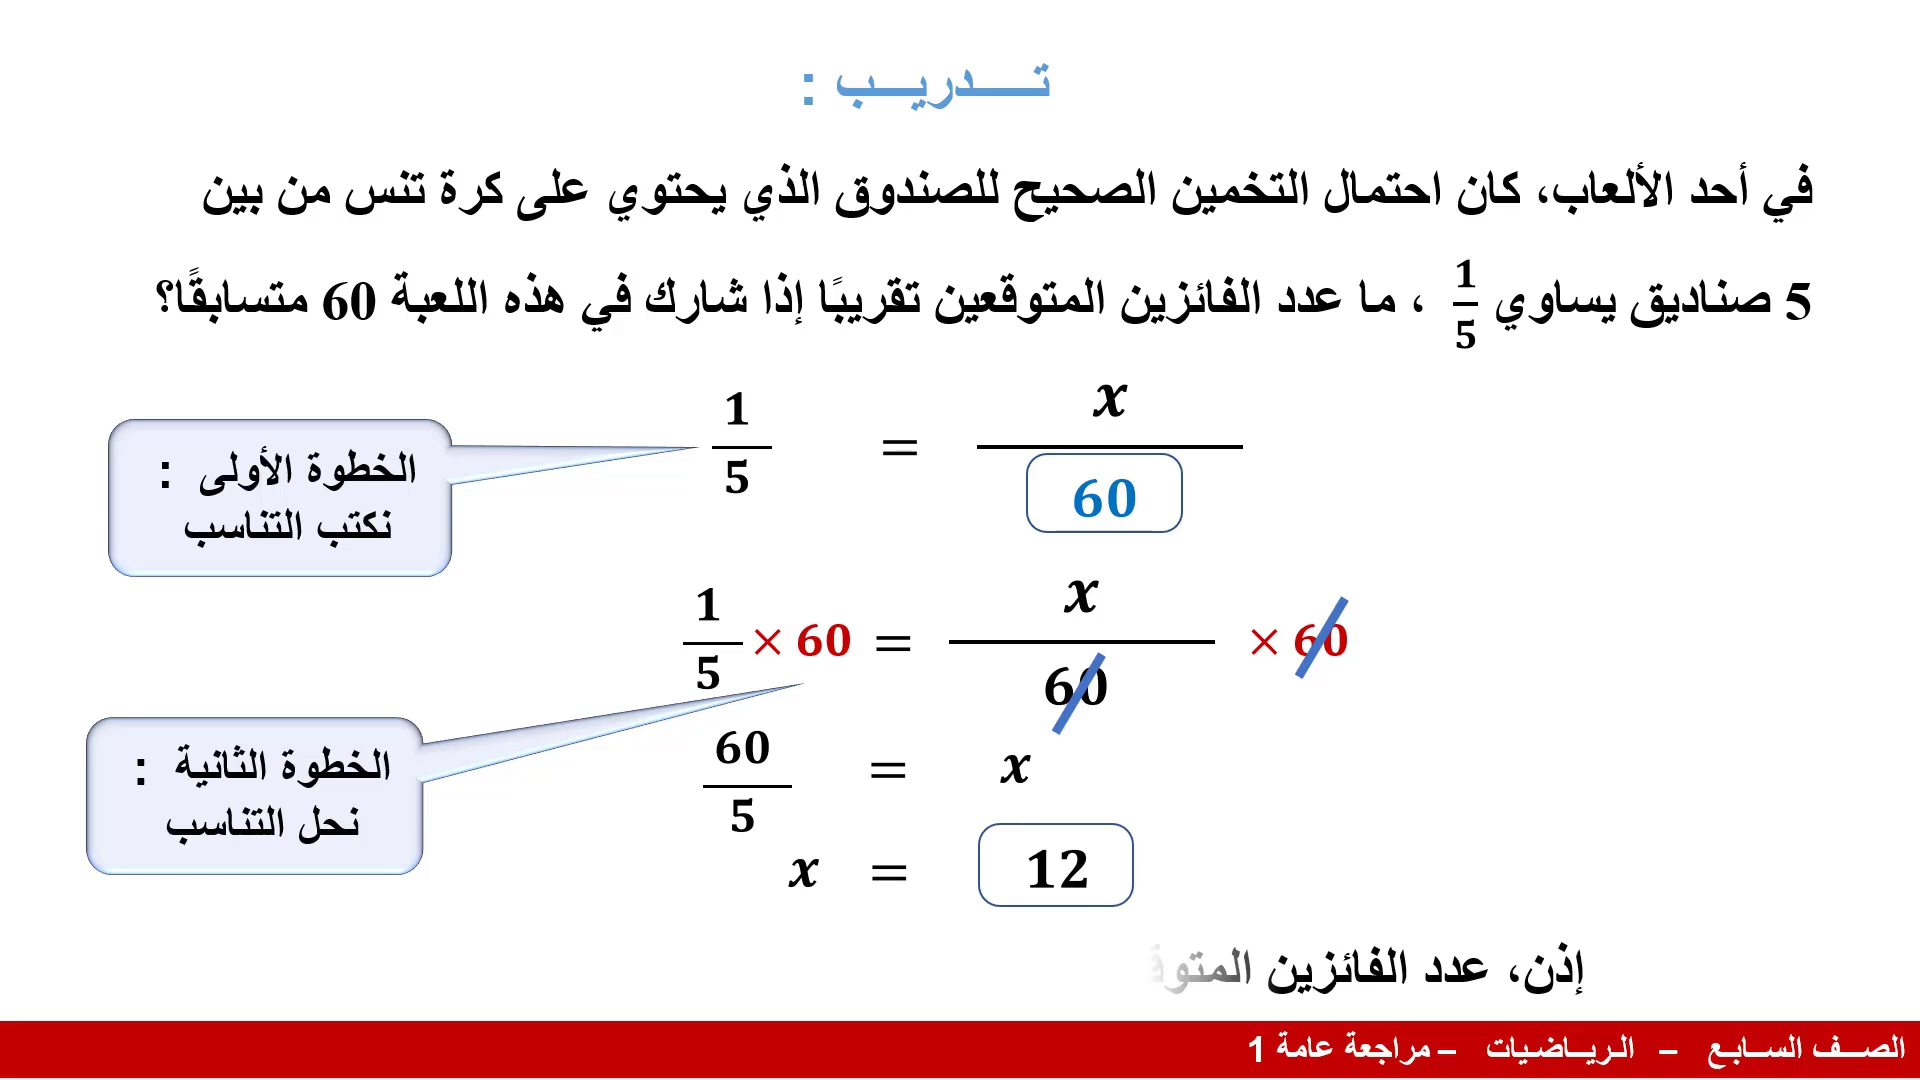 تـــــدريـــب :
في أحد الألعاب، كان احتمال التخمين الصحيح للصندوق الذي يحتوي على كرة تنس من بين
5 صناديق يساوي 1/5 ، ما عدد الفائزين المتوقعين تقريبًا إذا شارك في هذه اللعبة 60 متسابقًا؟
1/5 = x/60
الخطوة الأولى :
نكتب التناسب
1/5 × 60 = x/60 × 60
الخطوة الثانية :
نحل التناسب
60/5 = x
x = 12
إذن، عدد الفائزين
الصـــف الســـابـع – الـريـــاضـيات – مراجعة عامة 1